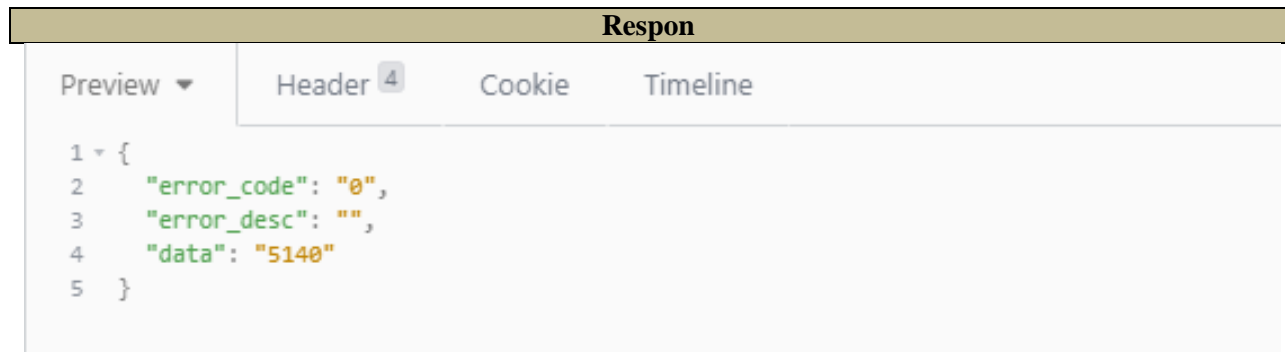 Respon
Preview Header 4 Cookie Timeline
1 {
2 "error_code": "0",
3 "error_desc": "",
4 "data": "5140"
5 }